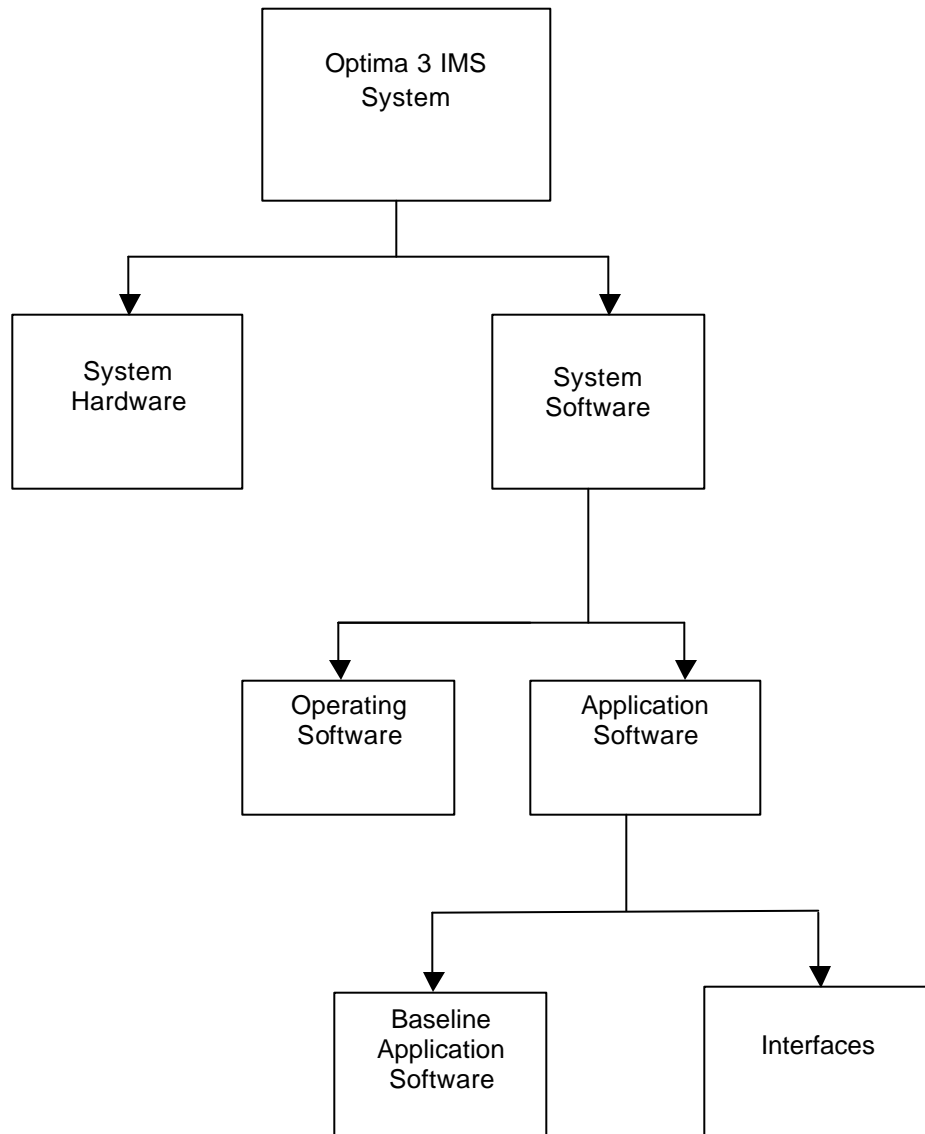 Optima 3 IMS
System
System
Hardware
System
Software
Operating
Software
Application
Software
Baseline
Application
Software
Interfaces